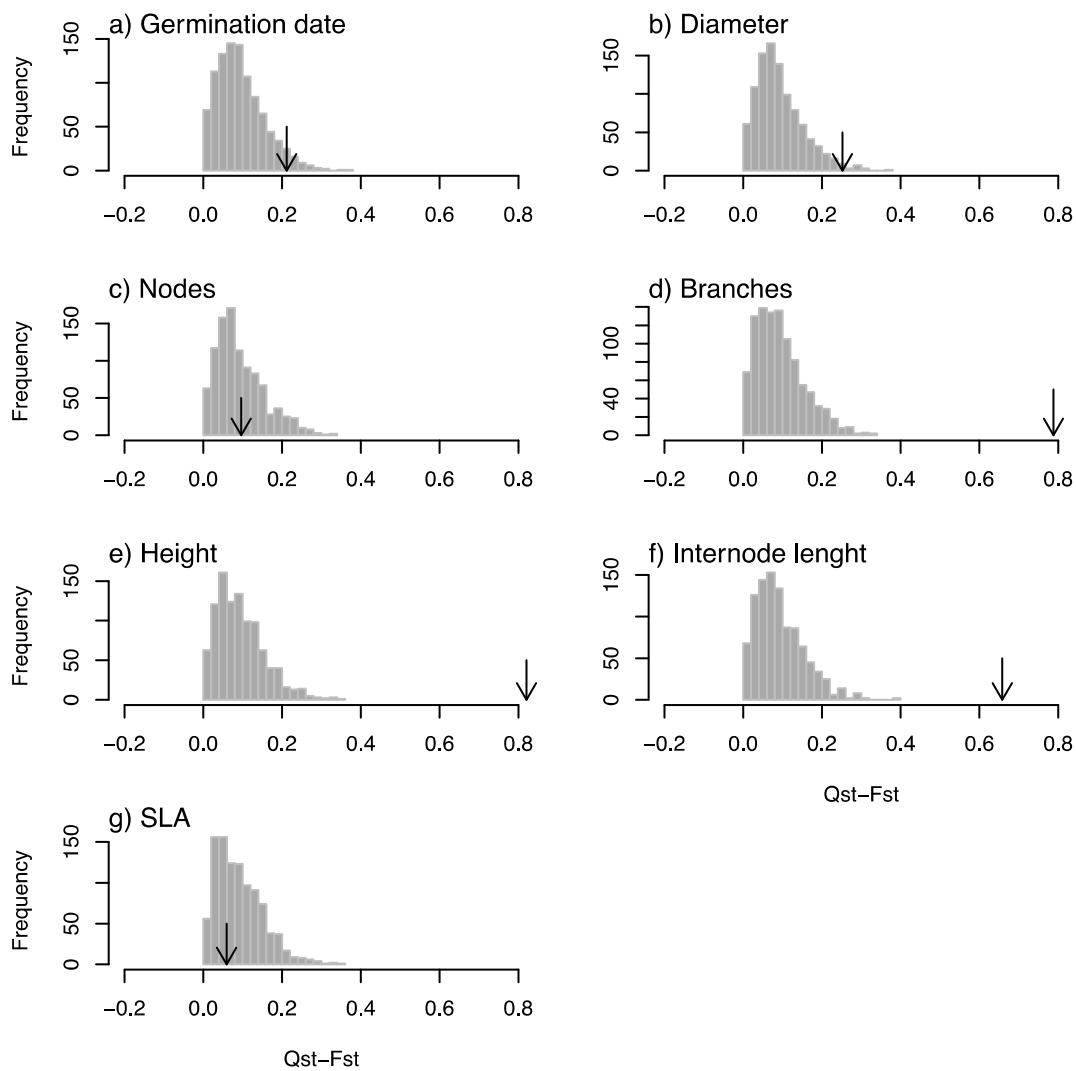 a) Germination date
Frequency
150
50
0
−0.2 0.0 0.2 0.4 0.6 0.8
b) Diameter
150
50
0
−0.2 0.0 0.2 0.4 0.6 0.8
c) Nodes
Frequency
150
50
0
−0.2 0.0 0.2 0.4 0.6 0.8
d) Branches
100
40
0
−0.2 0.0 0.2 0.4 0.6 0.8
e) Height
Frequency
150
50
0
−0.2 0.0 0.2 0.4 0.6 0.8
f) Internode lenght
150
50
0
−0.2 0.0 0.2 0.4 0.6 0.8
Qst−Fst
g) SLA
Frequency
150
50
0
−0.2 0.0 0.2 0.4 0.6 0.8
Qst−Fst